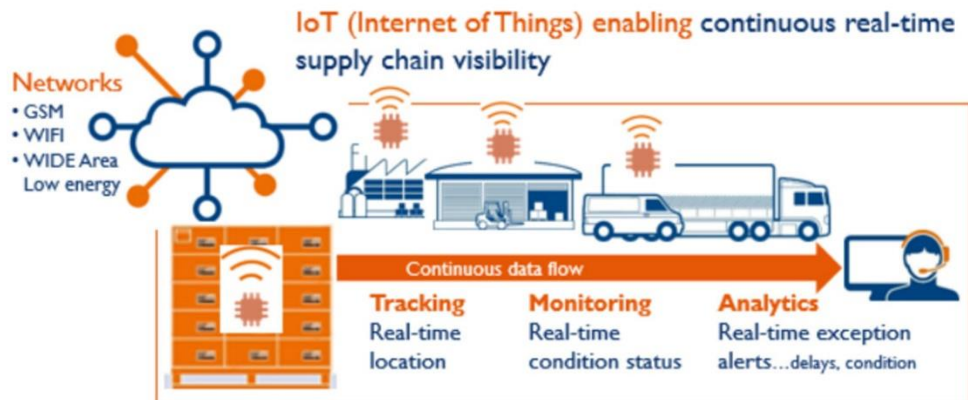 IoT (Internet of Things) enabling continuous real-time
supply chain visibility
Networks
• GSM
• WIFI
• WIDE Area
Low energy
Continuous data flow
Tracking
Real-time
location
Monitoring
Real-time
condition status
Analytics
Real-time exception
alerts...delays, condition